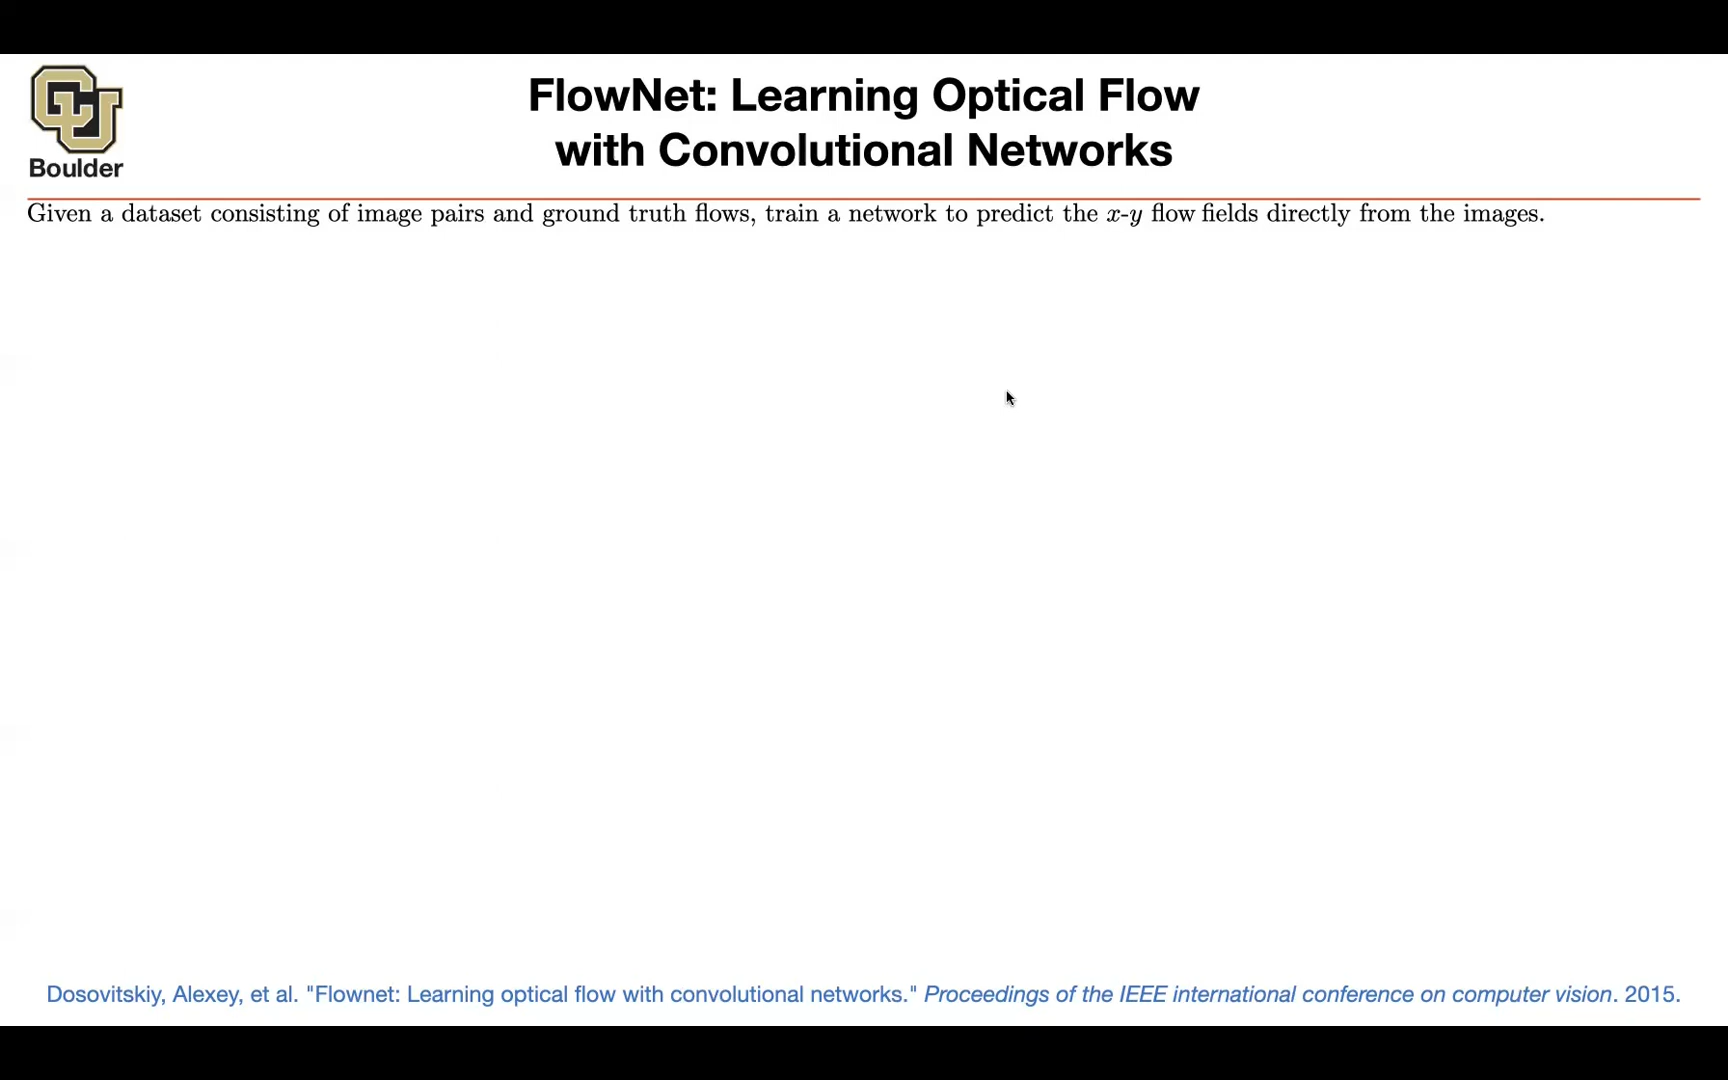 CU
Boulder
FlowNet: Learning Optical Flow
with Convolutional Networks
Given a dataset consisting of image pairs and ground truth flows, train a network to predict the x-y flow fields directly from the images.
Dosovitskiy, Alexey, et al. "Flownet: Learning optical flow with convolutional networks." Proceedings of the IEEE international conference on computer vision. 2015.